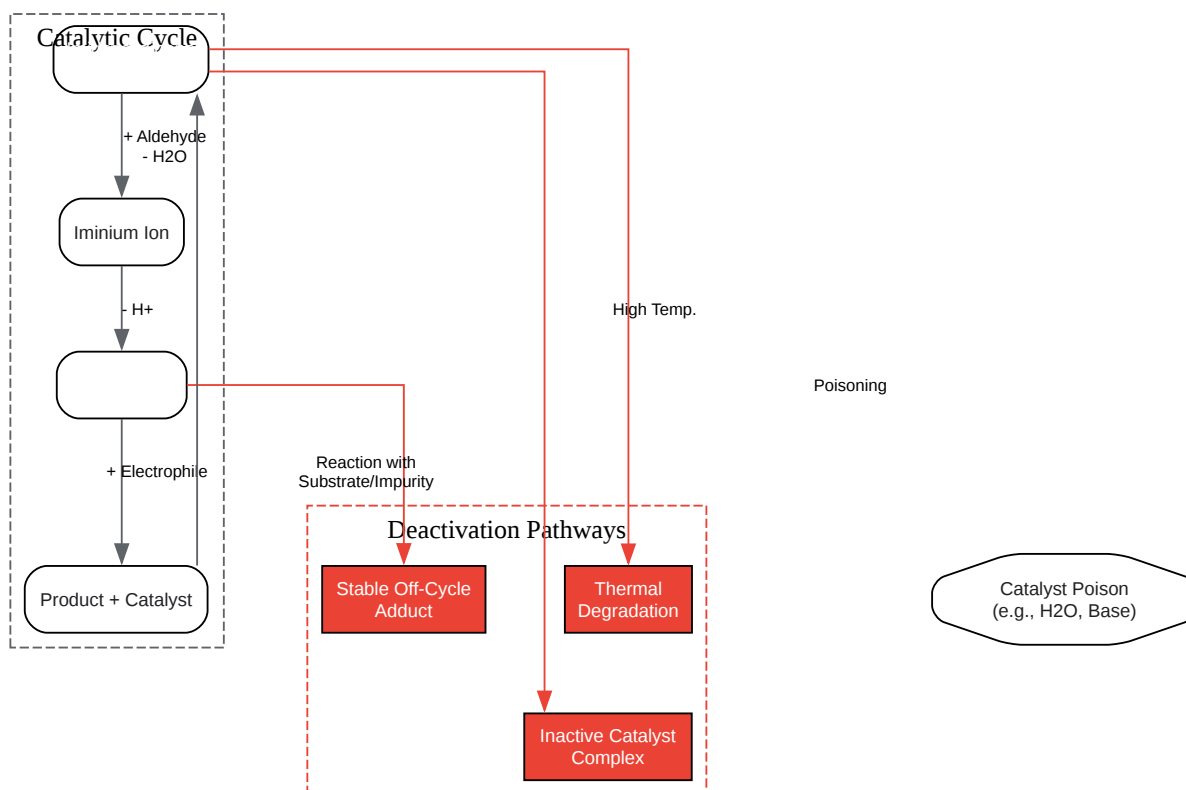 Catalytic Cycle
+ Aldehyde
- H2O
Iminium Ion
- H+
High Temp.
Poisoning
+ Electrophile
Reaction with
Substrate/Impurity
Deactivation Pathways
Product + Catalyst
Stable Off-Cycle
Adduct
Thermal
Degradation
Catalyst Poison
(e.g., H2O, Base)
Inactive Catalyst
Complex